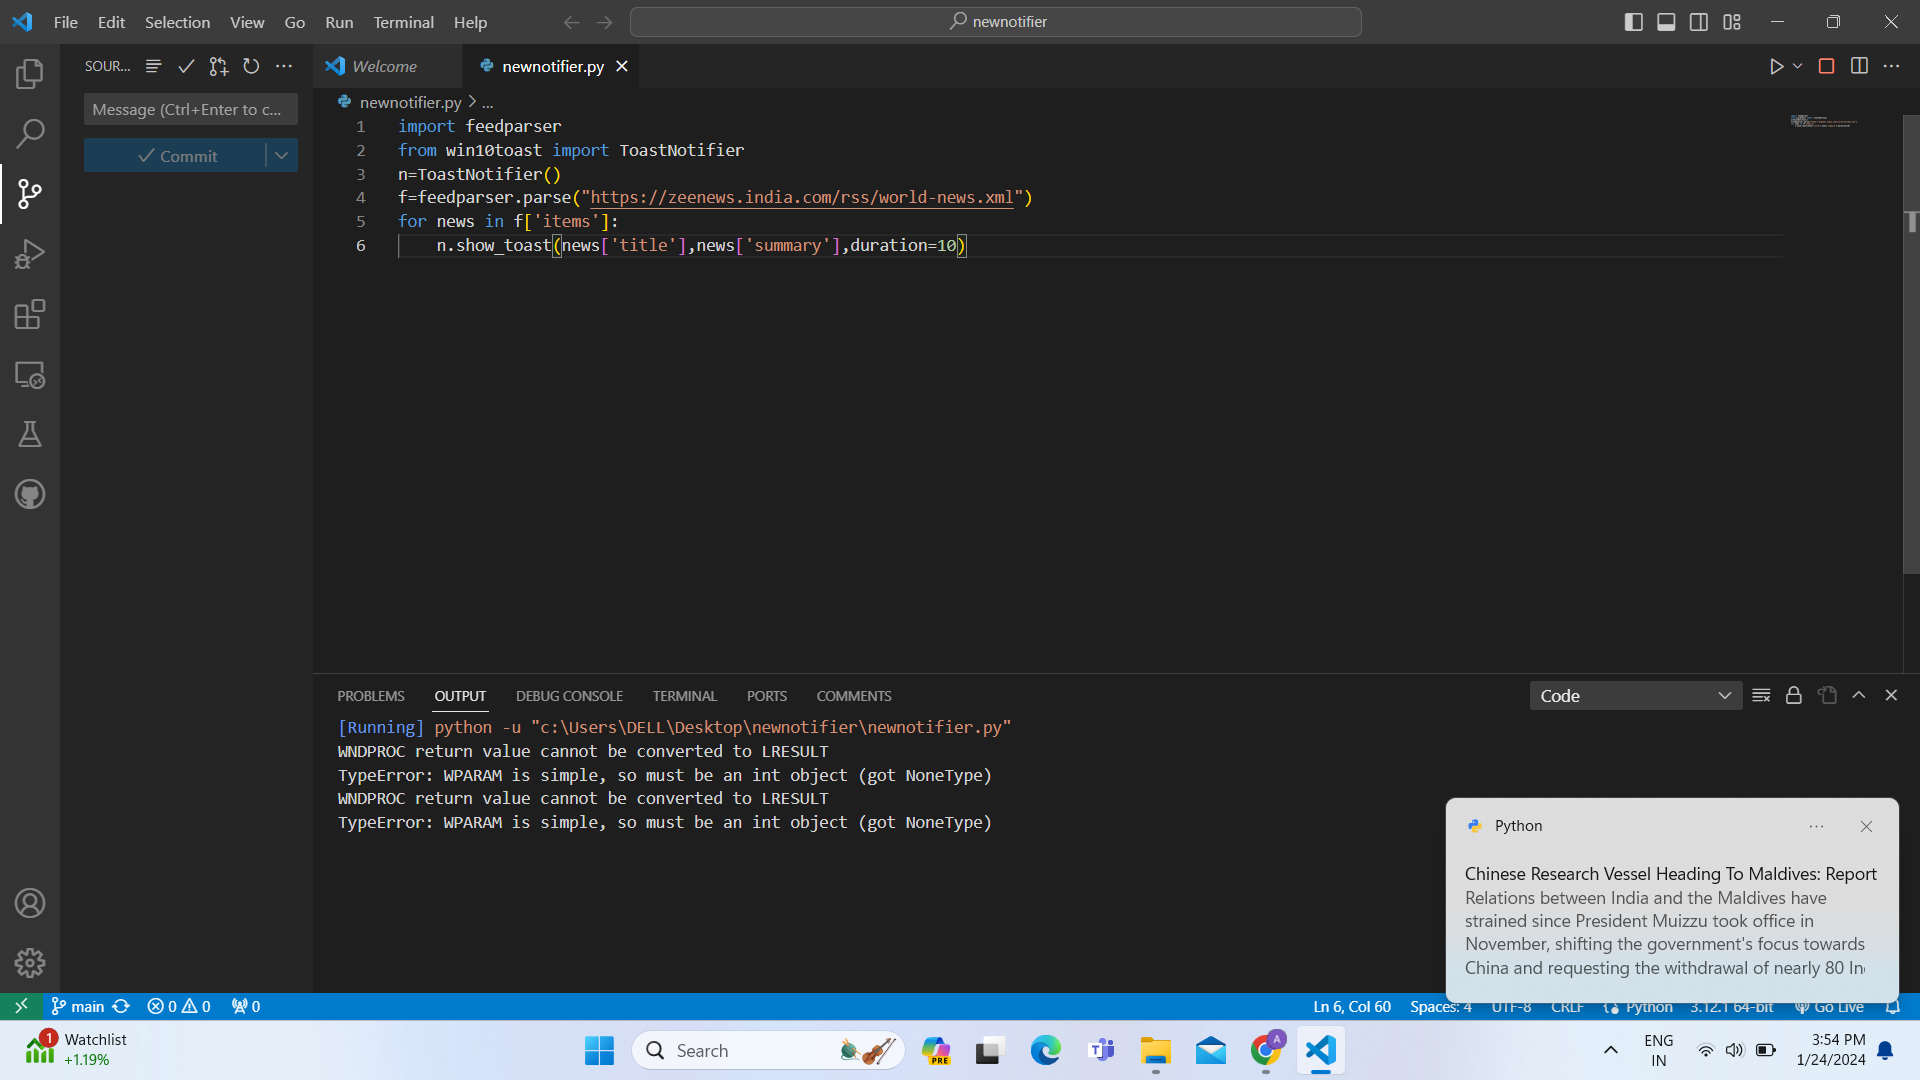 File Edit Selection View Go Run Terminal Help
newnotifier
SOUR...
Welcome
newnotifier.py
Message (Ctrl+Enter to c...
Commit
newnotifier.py > ...
1 import feedparser
2 from win10toast import ToastNotifier
3 n=ToastNotifier()
4 f=feedparser.parse("https://zeenews.india.com/rss/world-news.xml")
5 for news in f['items']:
6 n.show_toast(news['title'],news['summary'],duration=10)
PROBLEMS OUTPUT DEBUG CONSOLE TERMINAL PORTS COMMENTS
Code
[Running] python -u "c:\Users\DELL\Desktop\newnotifier\newnotifier.py"
WNDPROC return value cannot be converted to LRESULT
TypeError: WPARAM is simple, so must be an int object (got NoneType)
WNDPROC return value cannot be converted to LRESULT
TypeError: WPARAM is simple, so must be an int object (got NoneType)
Python
Chinese Research Vessel Heading To Maldives: Report
Relations between India and the Maldives have
strained since President Muizzu took office in
November, shifting the government's focus towards
China and requesting the withdrawal of nearly 80
main 0 0 0
Ln 6, Col 60 Spaces: 4 UTF-8 CRLF Python 3.12.1 64-bit Go Live
1
Watchlist
+1.19%
Search
PRE
A
ENG
IN
3:54 PM
1/24/2024